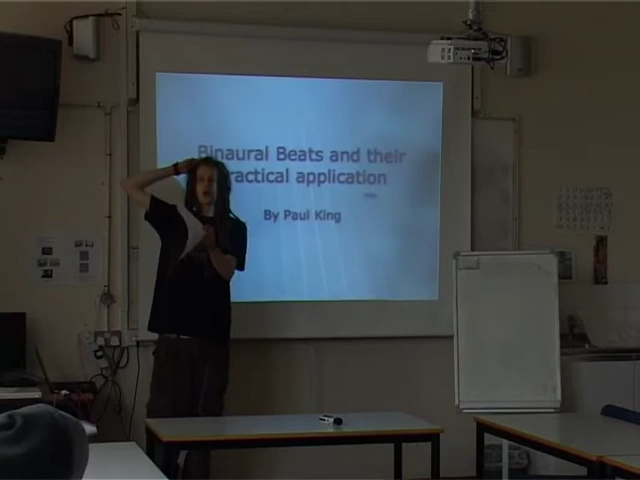 Binaural Beats and their
ractical application
By Paul King